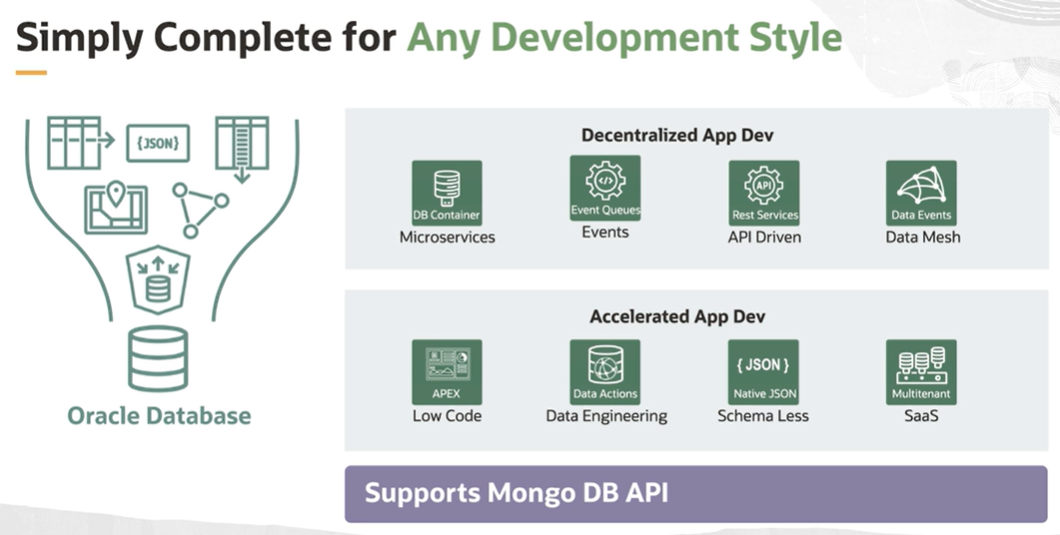 Simply Complete for Any Development Style
{JSON}
Oracle Database
Decentralized App Dev
DB Container
Microservices
</>
Event Queues
Events
API
Rest Services
API Driven
Data Events
Data Mesh
Accelerated App Dev
APEX
Low Code
Data Actions
Data Engineering
{ JSON }
Native JSON
Schema Less
Multitenant
SaaS
Supports Mongo DB API